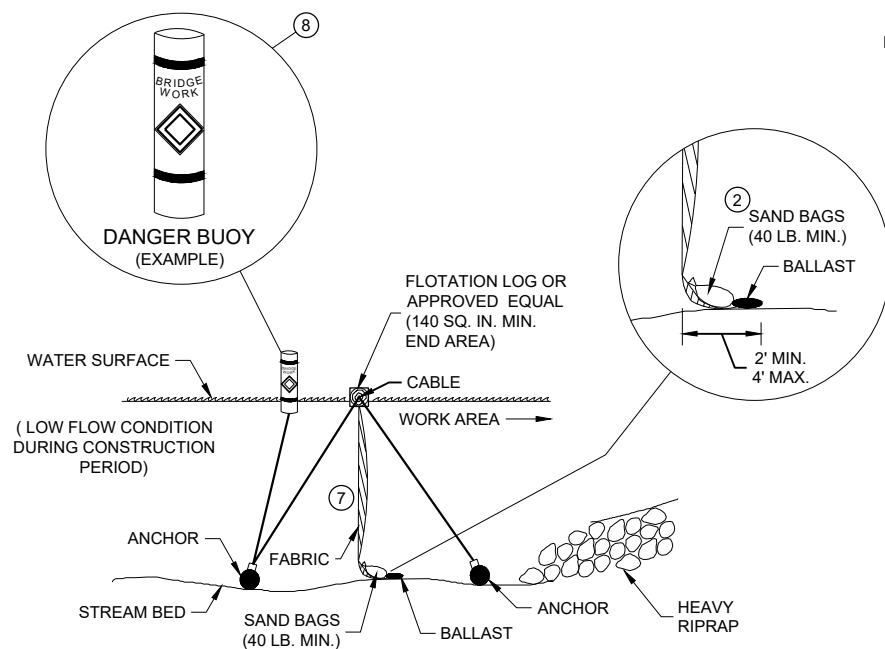 8
BRIDGE
WORK
DANGER BUOY
(EXAMPLE)
2
SAND BAGS
(40 LB. MIN.)
BALLAST
2' MIN.
4' MAX.
FLOTATION LOG OR
APPROVED EQUAL
(140 SQ. IN. MIN.
END AREA)
WATER SURFACE
CABLE
WORK AREA
( LOW FLOW CONDITION
DURING CONSTRUCTION
PERIOD)
7
ANCHOR
FABRIC
STREAM BED
SAND BAGS
(40 LB. MIN.)
BALLAST
ANCHOR
HEAVY
RIPRAP